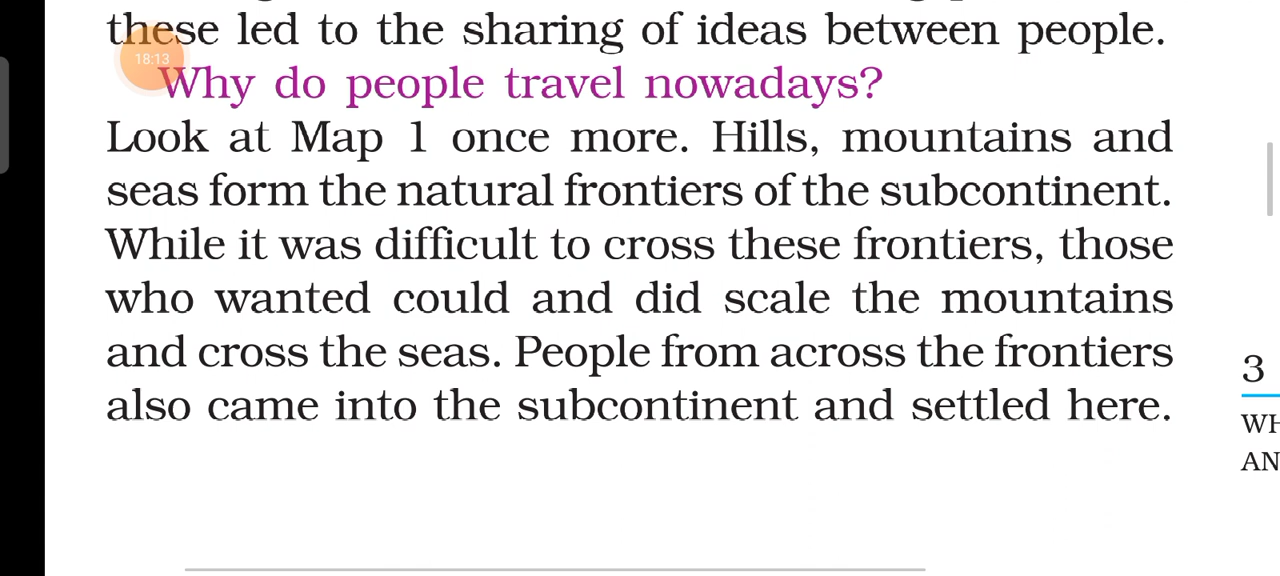 these led to the sharing of ideas between people.
18:13
Why do people travel nowadays?
Look at Map 1 once more. Hills, mountains and
seas form the natural frontiers of the subcontinent.
While it was difficult to cross these frontiers, those
who wanted could and did scale the mountains
and cross the seas. People from across the frontiers
also came into the subcontinent and settled here.
3
WH
AN